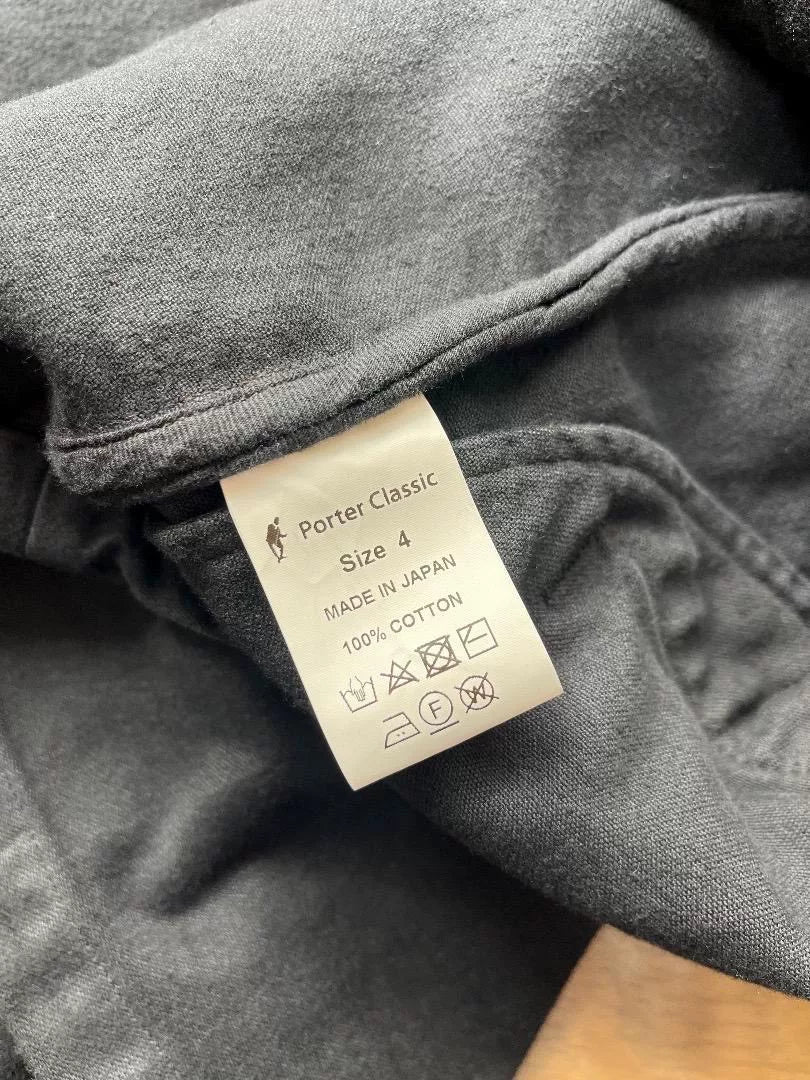 Porter Classic
Size 4
MADE IN JAPAN
100% COTTON
F W